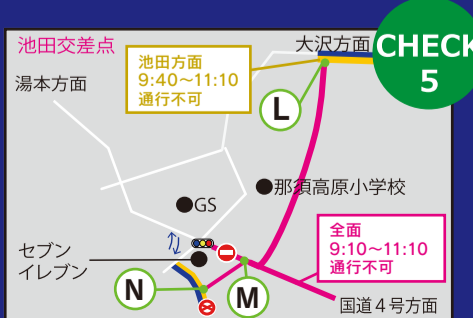 池田交差点
大沢方面
CHECK
5
湯本方面
池田方面
9:40〜11:10
通行不可
L
那須高原小学校
GS
全面
9:10〜11:10
通行不可
セブン
イレブン
N
M
国道4号方面